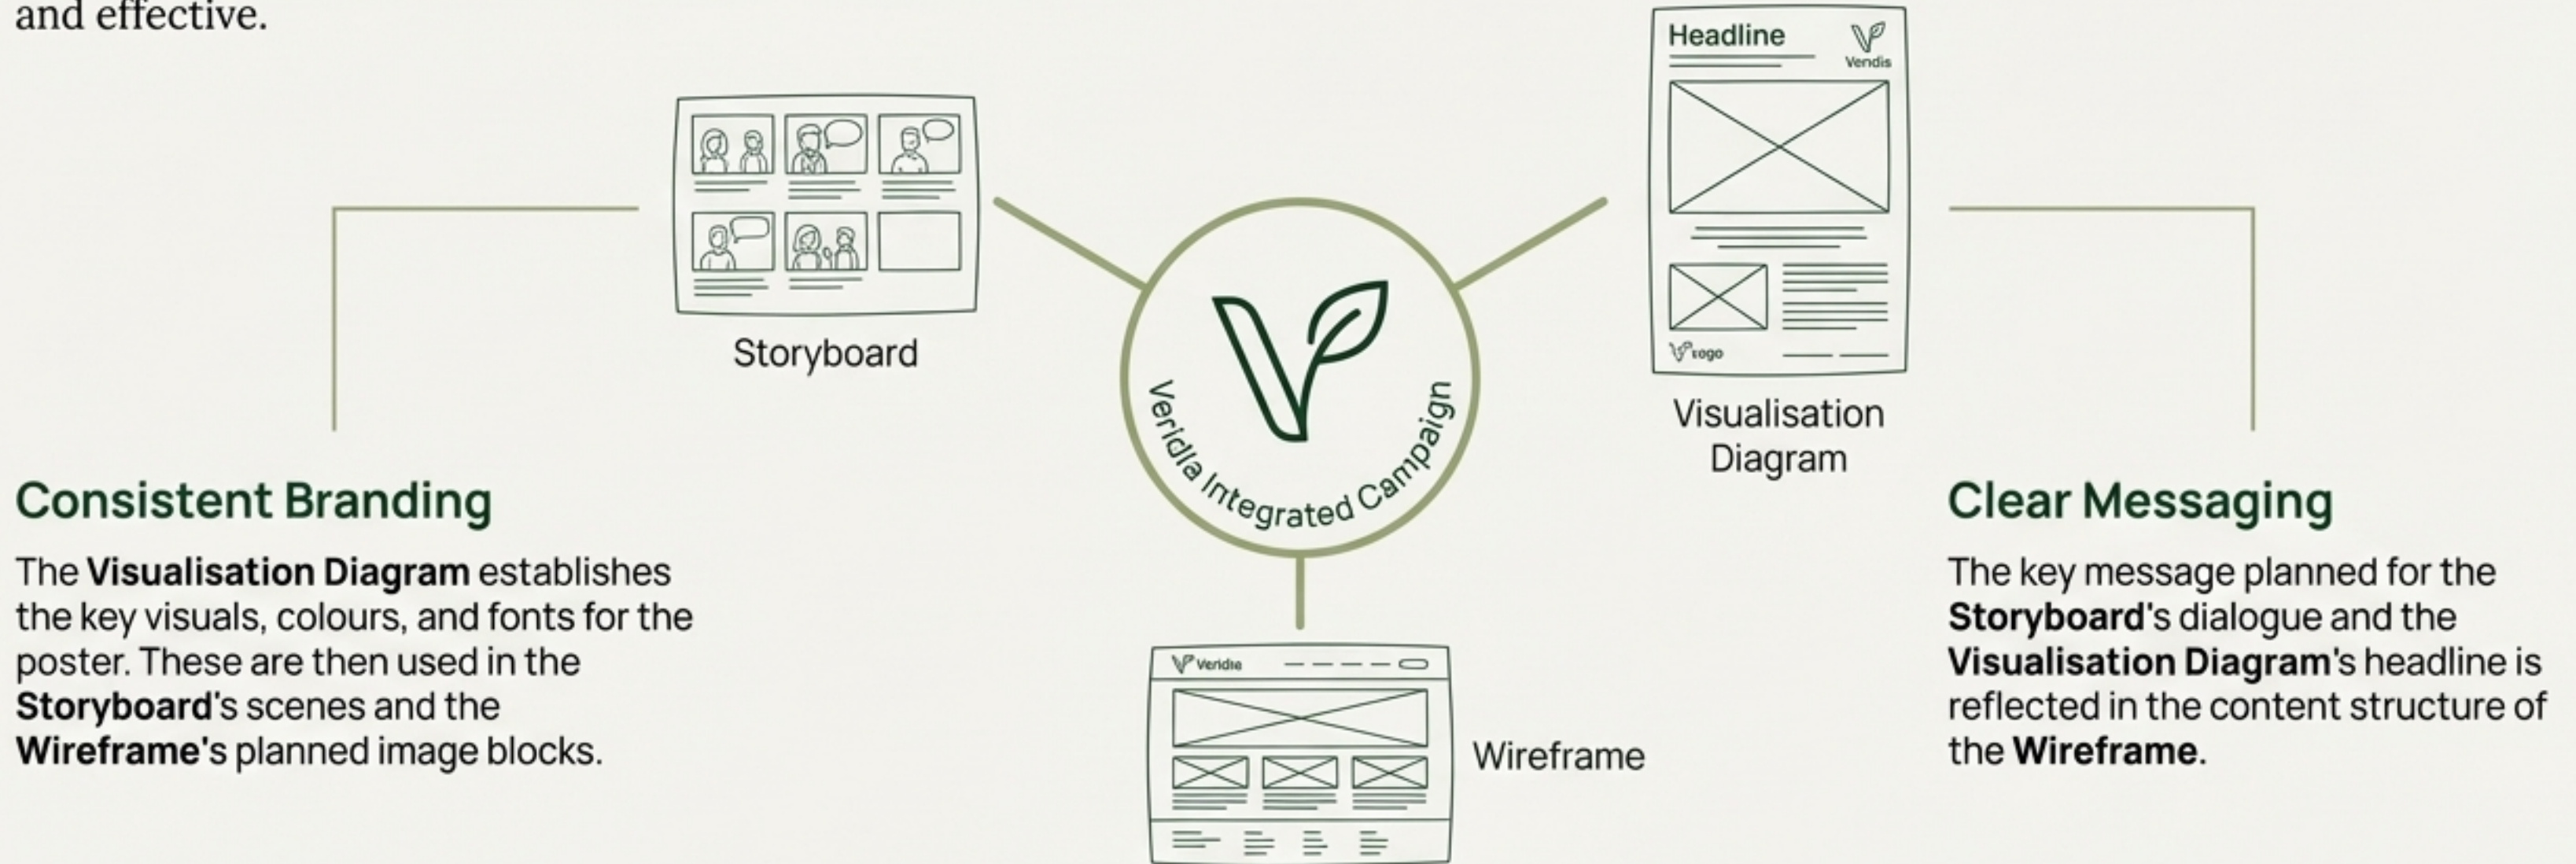 and effective.
Headline
Vendis
Storyboard
Visualisation
Diagram
Veridla Integrated Campaign
Consistent Branding
The Visualisation Diagram establishes
the key visuals, colours, and fonts for the
poster. These are then used in the
Storyboard's scenes and the
Wireframe's planned image blocks.
Clear Messaging
The key message planned for the
Storyboard's dialogue and the
Visualisation Diagram's headline is
reflected in the content structure of
the Wireframe.
Veridie
Wireframe